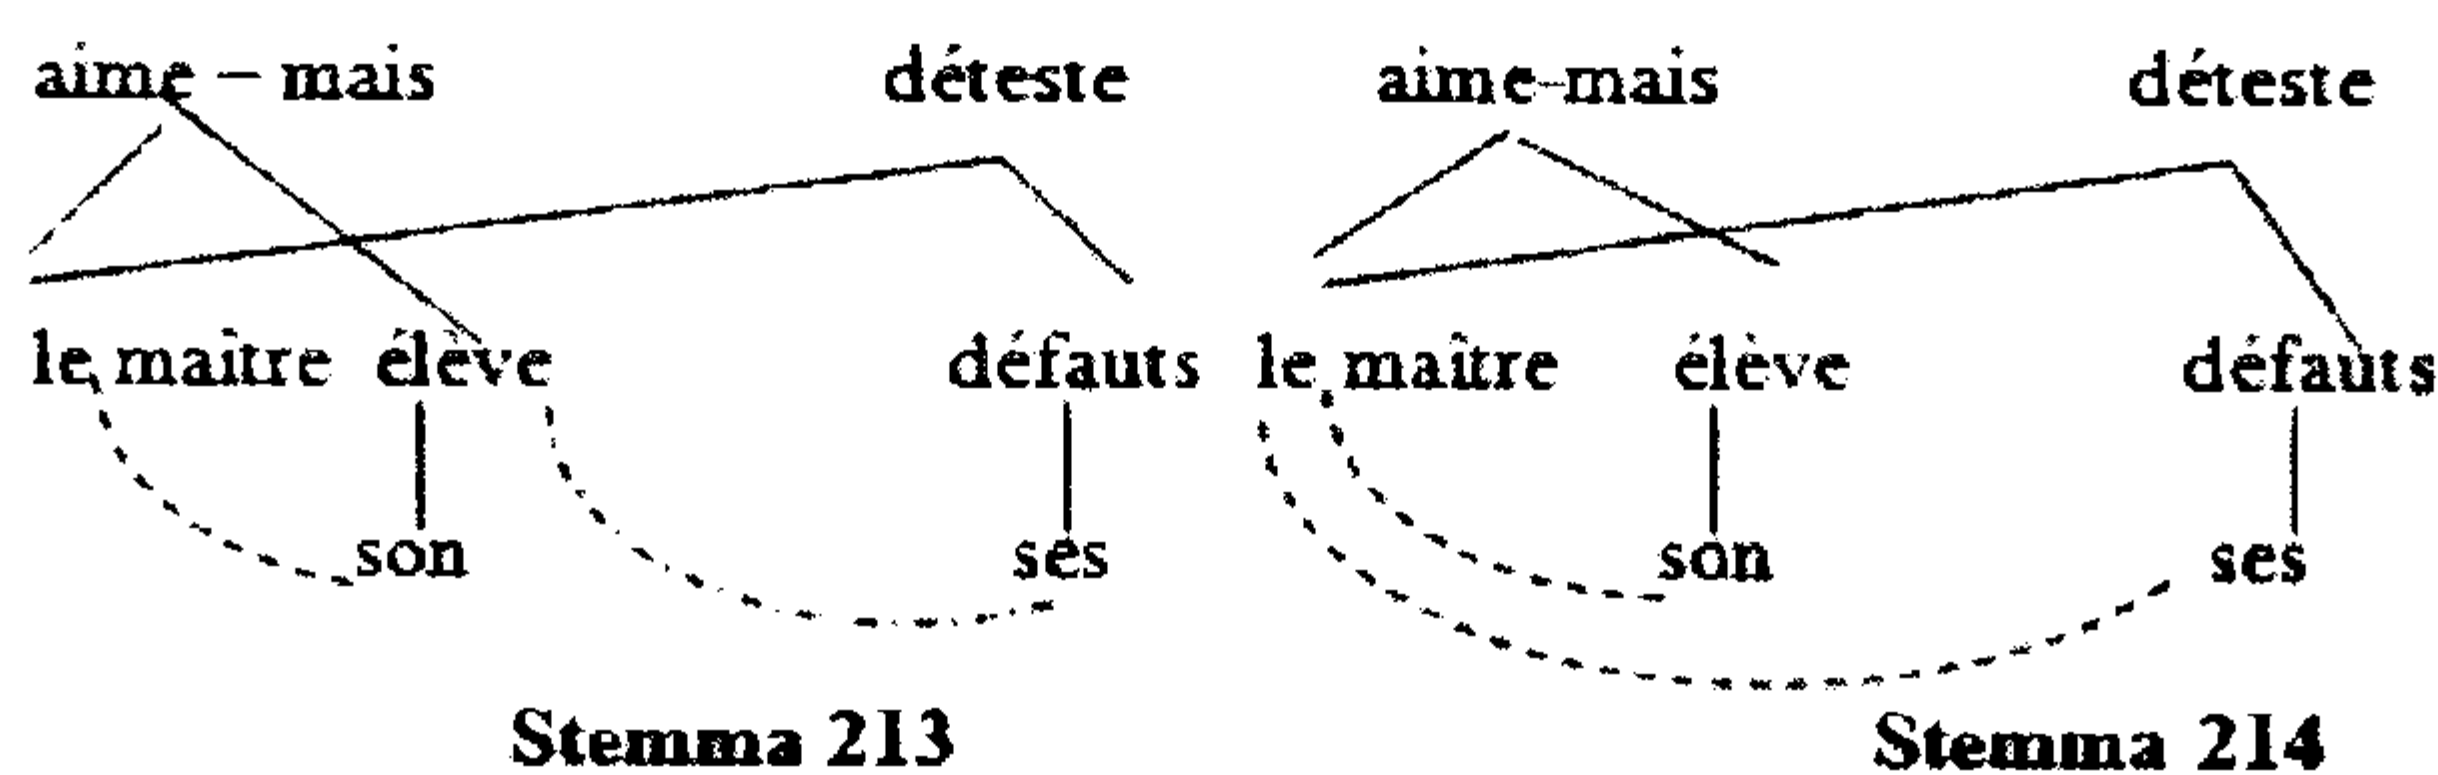 aime – mais déteste aime-mais déteste
le maître élève défauts le maître élève défauts
son ses son ses
Stemma 213 Stemma 214